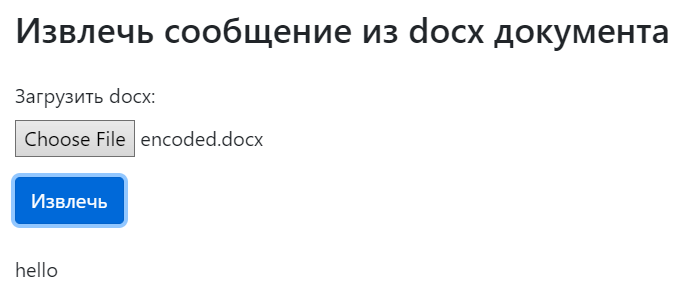 Извлечь сообщение из docx документа
Загрузить docx:
Choose File encoded.docx
Извлечь
hello